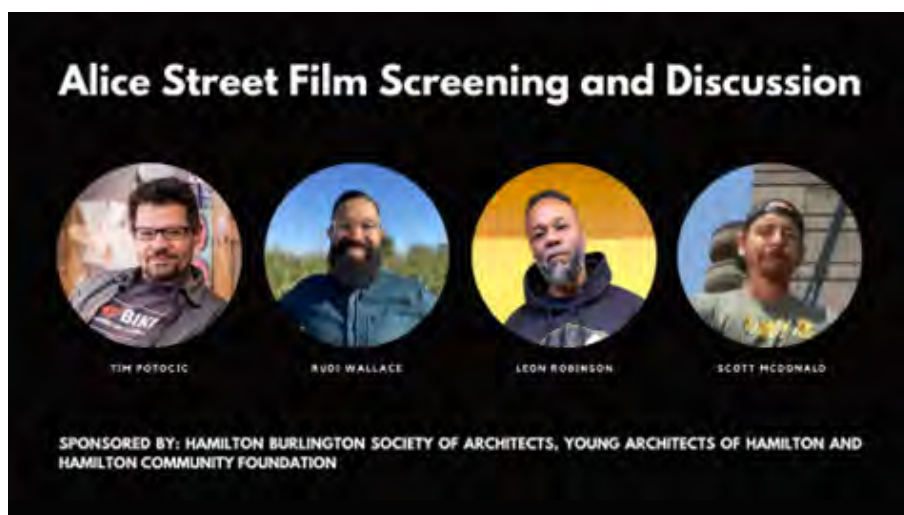 Alice Street Film Screening and Discussion
TIM POTOCIC
RUDI WALLACE
LEON ROBINSON
SCOTT MCDONALD
SPONSORED BY: HAMILTON BURLINGTON SOCIETY OF ARCHITECTS, YOUNG ARCHITECTS OF HAMILTON AND
HAMILTON COMMUNITY FOUNDATION